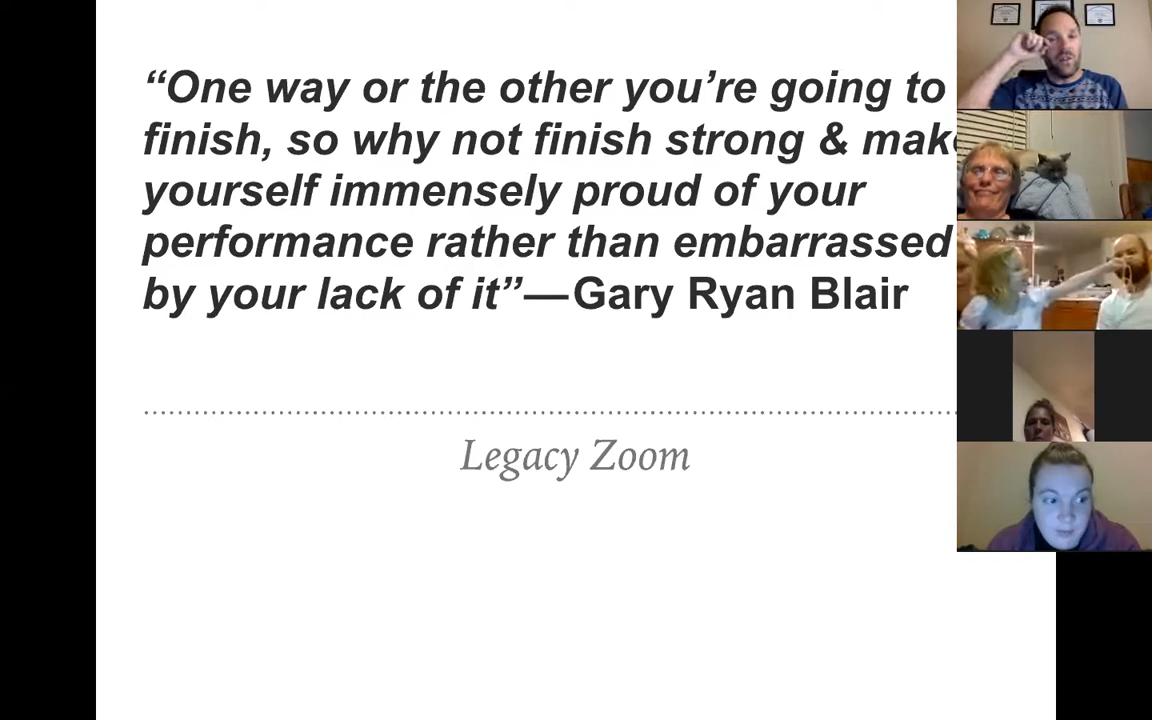 “One way or the other you’re going to
finish, so why not finish strong & make
yourself immensely proud of your
performance rather than embarrassed
by your lack of it”—Gary Ryan Blair
Legacy Zoom